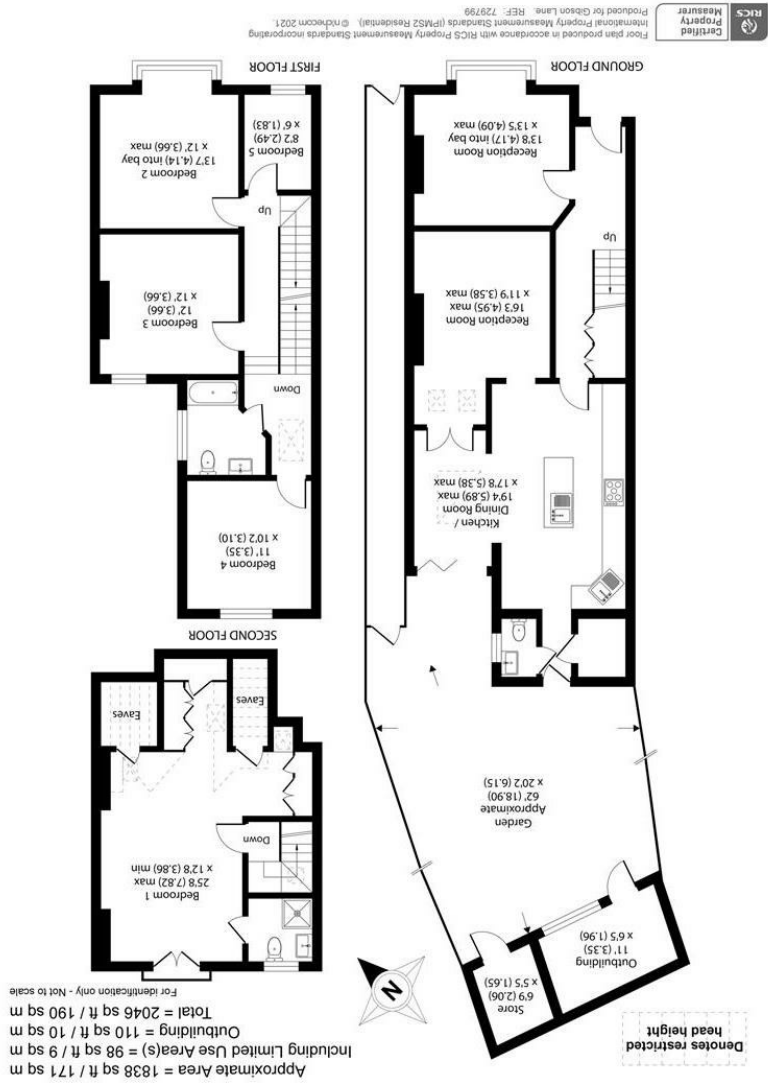 Approximate Area = 1838 sq ft / 171 sq m
Including Limited Use Area(s) = 98 sq ft / 9 sq m
Outbuilding = 110 sq ft / 10 sq m
Total = 2046 sq ft / 190 sq m
For identification only - Not to scale
Denotes restricted
head height
N
Store
6'9 (2.06)
x 5'5 (1.65)
Outbuilding
11' (3.35)
x 6'5 (1.96)
Garden
Approximate
62' (18.90)
x 20'2 (6.15)
Kitchen /
Dining Room
19'4 (5.89) max
x 17'8 (5.38) max
Reception Room
16'3 (4.95) max
x 11'9 (3.58) max
Up
Reception Room
13'8 (4.17) into bay
x 13'5 (4.09) max
GROUND FLOOR
Bedroom 1
25'8 (7.82) max
x 12'8 (3.86) min
Down
Eaves
Eaves
SECOND FLOOR
Bedroom 4
11' (3.35)
x 10'2 (3.10)
Down
Bedroom 3
12' (3.66)
x 12' (3.66)
Up
Bedroom 5
8'2 (2.49)
x 6' (1.83)
Bedroom 2
13'7 (4.14) into bay
x 12' (3.66) max
FIRST FLOOR
RICS
Certified
Property
Measurer
Floor plan produced in accordance with RICS Property Measurement Standards incorporating
International Property Measurement Standards (IPMS2 Residential). ©nichecom 2021.
Produced for Gibson Lane. REF: 729799